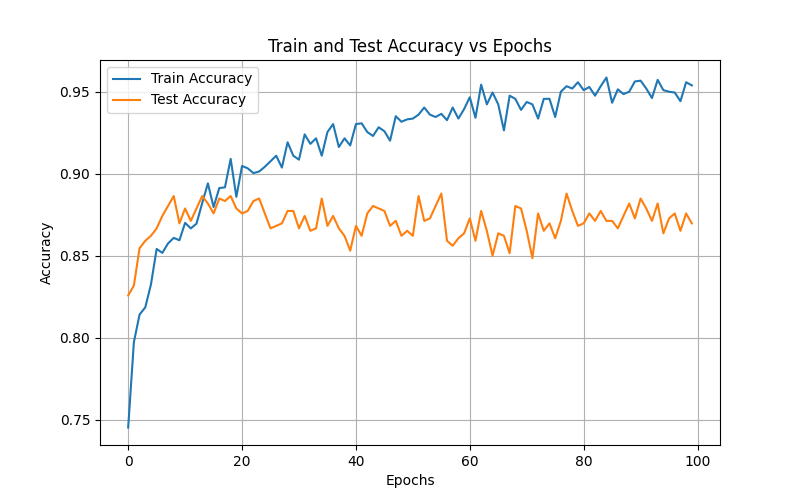 Train and Test Accuracy vs Epochs
Train Accuracy
Test Accuracy
0.95
0.90
0.85
0.80
0.75
Accuracy
0 20 40 60 80 100
Epochs